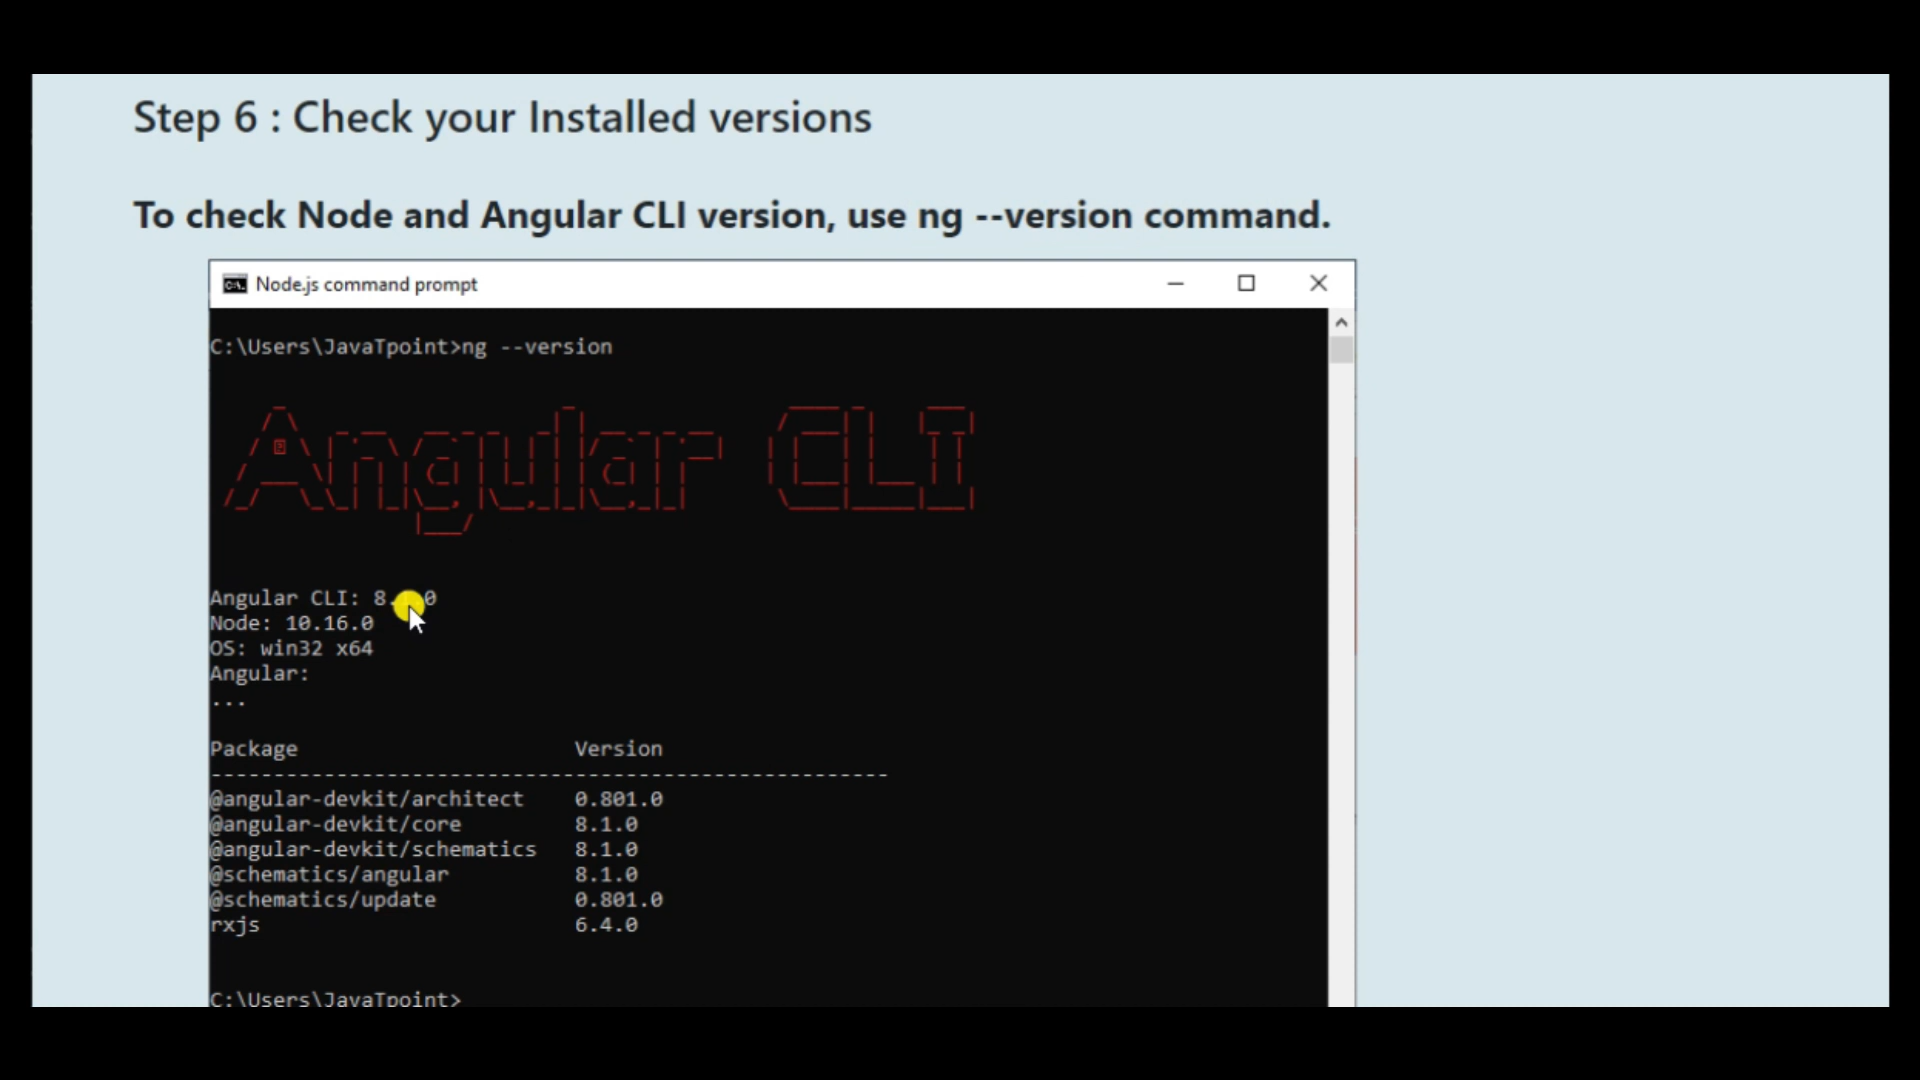 Step 6 : Check your Installed versions
To check Node and Angular CLI version, use ng --version command.
Node.js command prompt
C:\Users\JavaTpoint>ng --version
Angular CLI
Angular CLI: 8.1.0
Node: 10.16.0
OS: win32 x64
Angular:
...
Package Version
------------------------------------------------------
@angular-devkit/architect 0.801.0
@angular-devkit/core 8.1.0
@angular-devkit/schematics 8.1.0
@schematics/angular 8.1.0
@schematics/update 0.801.0
rxjs 6.4.0
C:\Users\JavaTpoint>